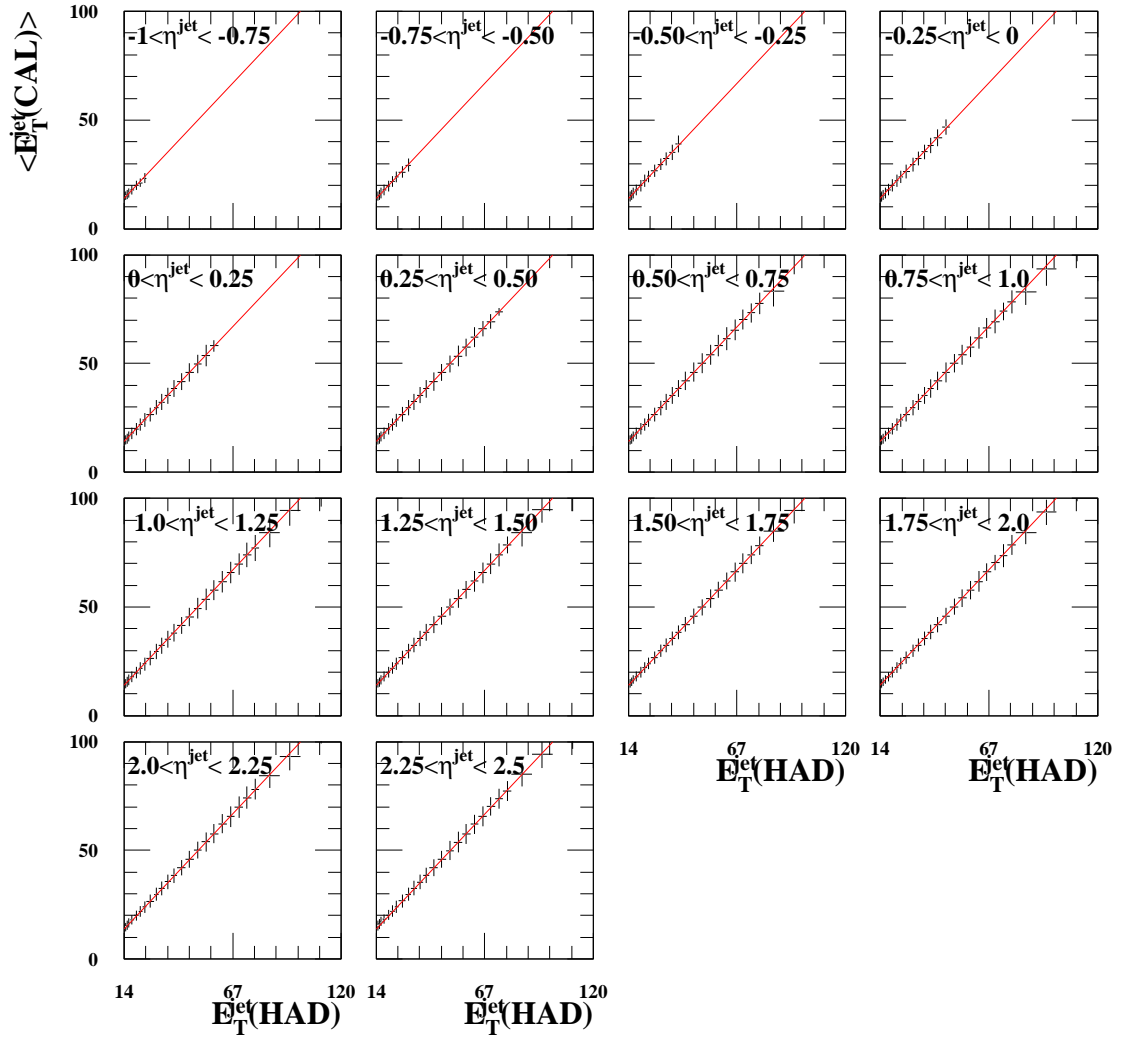 <E_T^jet(CAL)>
100
50
0
-1<η^jet< -0.75
-0.75<η^jet< -0.50
-0.50<η^jet< -0.25
-0.25<η^jet< 0
100
50
0
0<η^jet< 0.25
0.25<η^jet< 0.50
0.50<η^jet< 0.75
0.75<η^jet< 1.0
100
50
0
1.0<η^jet< 1.25
1.25<η^jet< 1.50
1.50<η^jet< 1.75
1.75<η^jet< 2.0
14 67 120
E_T^jet(HAD)
14 67 120
E_T^jet(HAD)
100
50
0
2.0<η^jet< 2.25
2.25<η^jet< 2.5
14 67 120
E_T^jet(HAD)
14 67 120
E_T^jet(HAD)